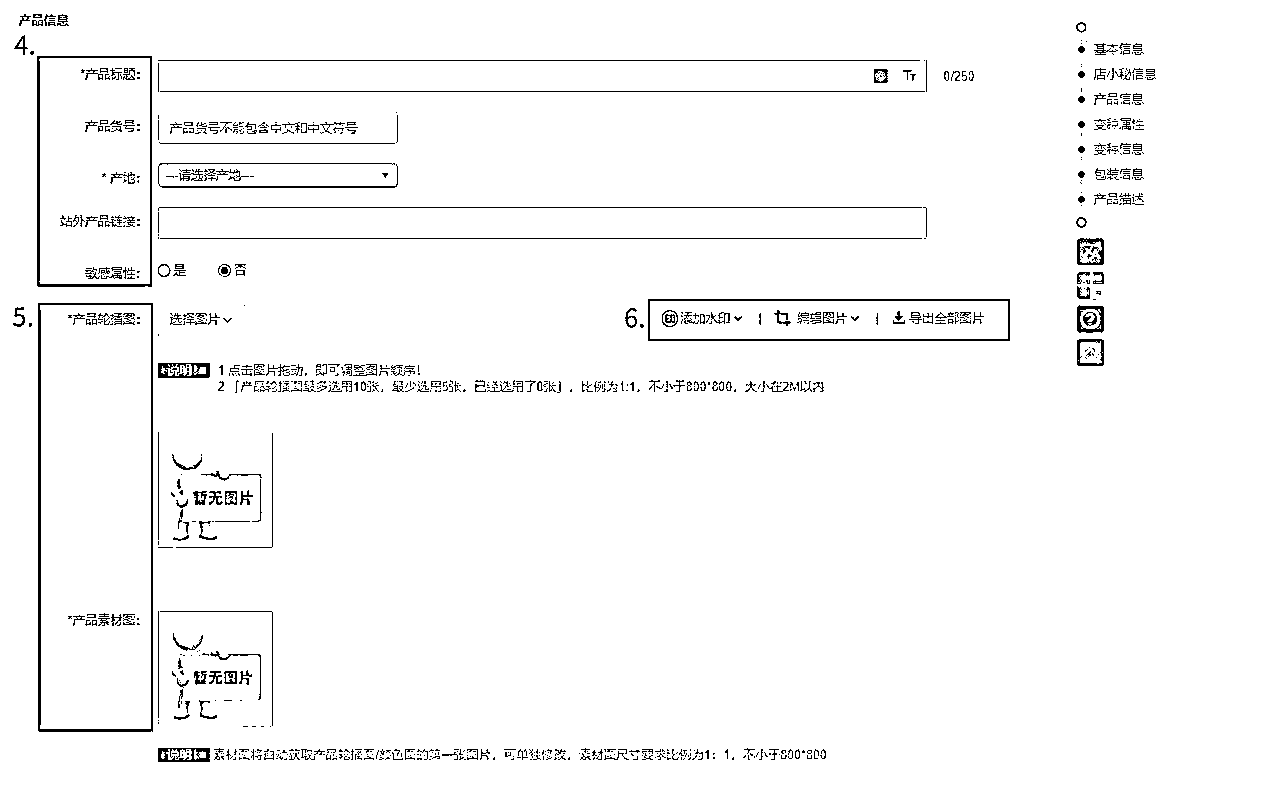 产品信息
4.
*产品标题:
0/250
产品货号:
产品货号不能包含中文和中文符号
* 产地:
---请选择产地---
站外产品链接:
敏感属性:
是
否
5.
*产品轮播图:
选择图片
6.
添加水印
编辑图片
导出全部图片
说明
1 点击图片拖动，即可调整图片顺序！
2 「产品轮播图最多选用10张，最少选用5张，已经选用了0张」，比例为1:1，不小于800*800，大小在2M以内
暂无图片
*产品素材图:
暂无图片
说明 素材图将自动获取产品轮播图/颜色图的第一张图片，可单独修改，素材图尺寸要求比例为1：1，不小于800*800
基本信息
店小秘信息
产品信息
变种属性
变种信息
包装信息
产品描述